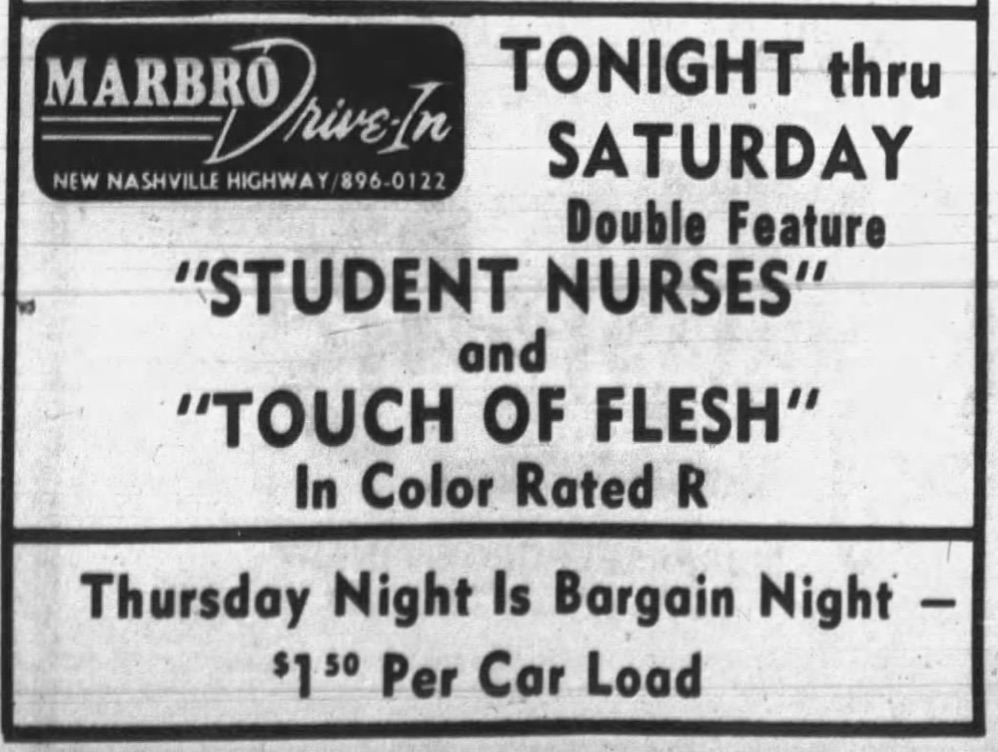 MARBRO Drive-In
NEW NASHVILLE HIGHWAY/896-0122
TONIGHT thru
SATURDAY
Double Feature
"STUDENT NURSES"
and
"TOUCH OF FLESH"
In Color Rated R
Thursday Night Is Bargain Night —
$1 50 Per Car Load